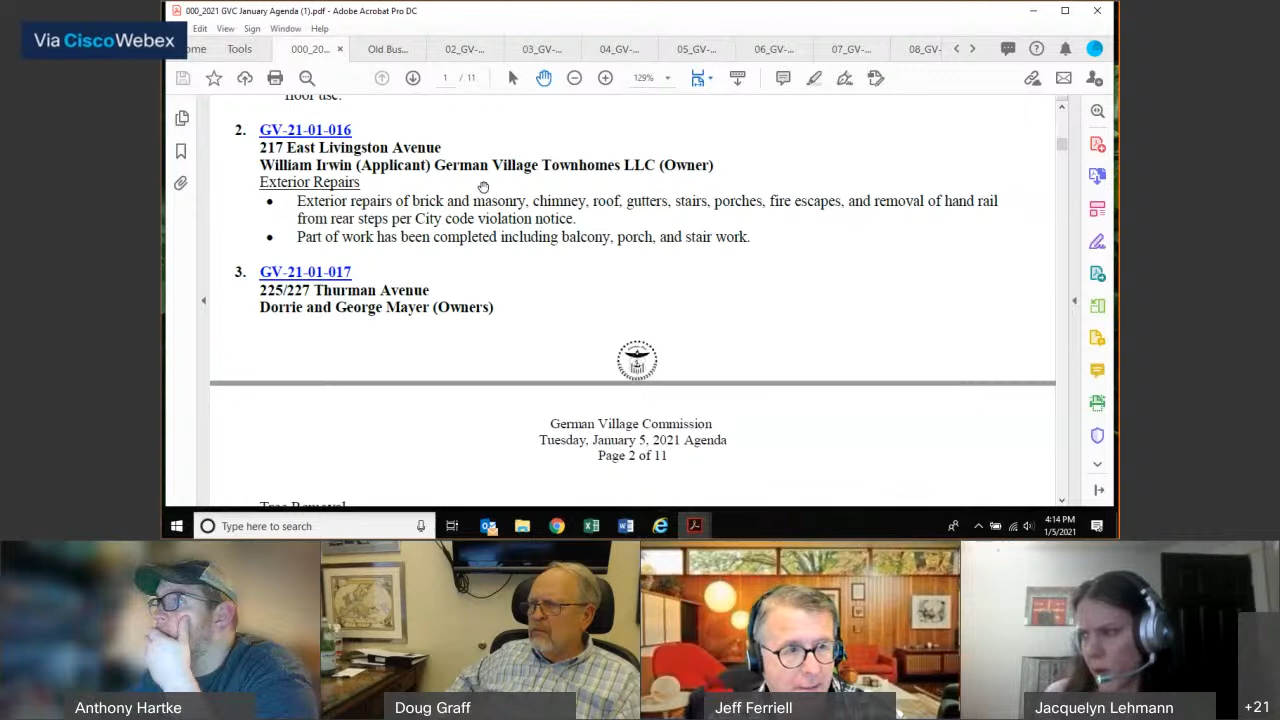 000_2021 GVC January Agenda (1).pdf - Adobe Acrobat Pro DC
Via CiscoWebex
Edit View Sign Window Help
ome Tools 000_20... × Old Ba... 02_GV-... 03_GV-... 04_GV-... 05_GV-... 06_GV-... 07_GV-... 08_GV-
1 / 11 129%
floor use.
2. GV-21-01-016
217 East Livingston Avenue
William Irwin (Applicant) German Village Townhomes LLC (Owner)
Exterior Repairs
• Exterior repairs of brick and masonry, chimney, roof, gutters, stairs, porches, fire escapes, and removal of hand rail
from rear steps per City code violation notice.
• Part of work has been completed including balcony, porch, and stair work.
3. GV-21-01-017
225/227 Thurman Avenue
Dorrie and George Mayer (Owners)
German Village Commission
Tuesday, January 5, 2021 Agenda
Page 2 of 11
Tree Removal
Type here to search
4:14 PM
1/5/2021
Anthony Hartke
Doug Graff
Jeff Ferriell
Jacquelyn Lehmann
+21